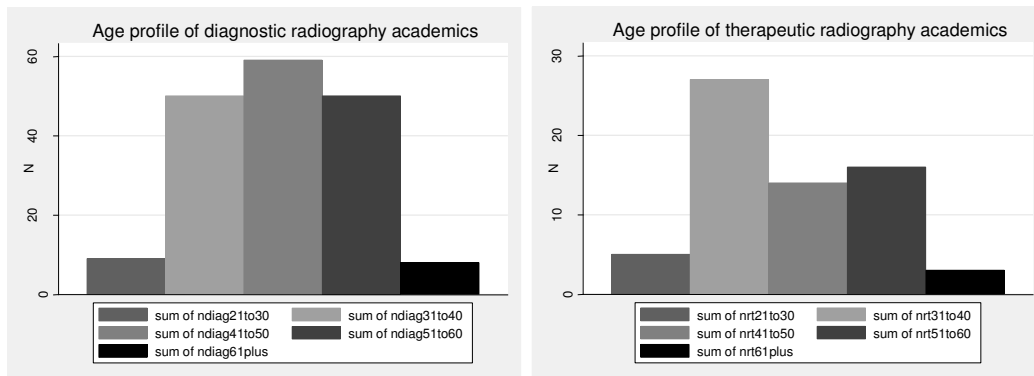 Age profile of diagnostic radiography academics
60
40
20
0
N
sum of ndiag21to30 sum of ndiag31to40
sum of ndiag41to50 sum of ndiag51to60
sum of ndiag61plus
Age profile of therapeutic radiography academics
30
20
10
0
N
sum of nrt21to30 sum of nrt31to40
sum of nrt41to50 sum of nrt51to60
sum of nrt61plus